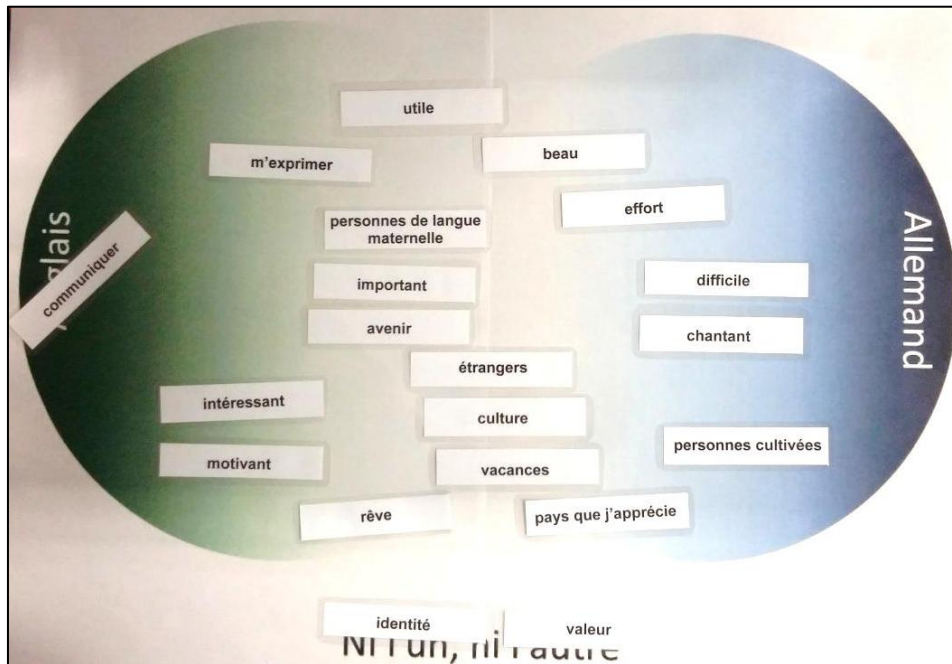 utile
beau
m'exprimer
effort
personnes de langue
maternelle
communiquer
glais
Allemand
important
difficile
avenir
chantant
étrangers
intéressant
culture
personnes cultivées
motivant
vacances
rêve
pays que j'apprécie
identité
valeur
Ni l'un, ni l'autre